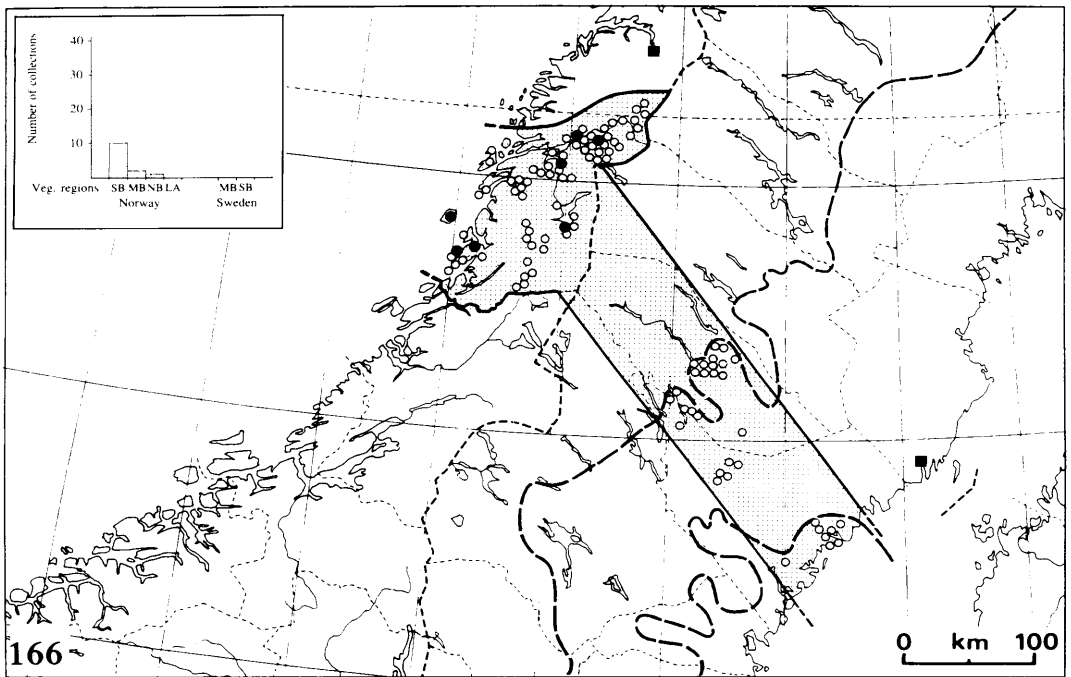 Number of collections
40
30
20
10
Veg. regions SB MB NB LA MB SB
Norway Sweden
166
0 km 100